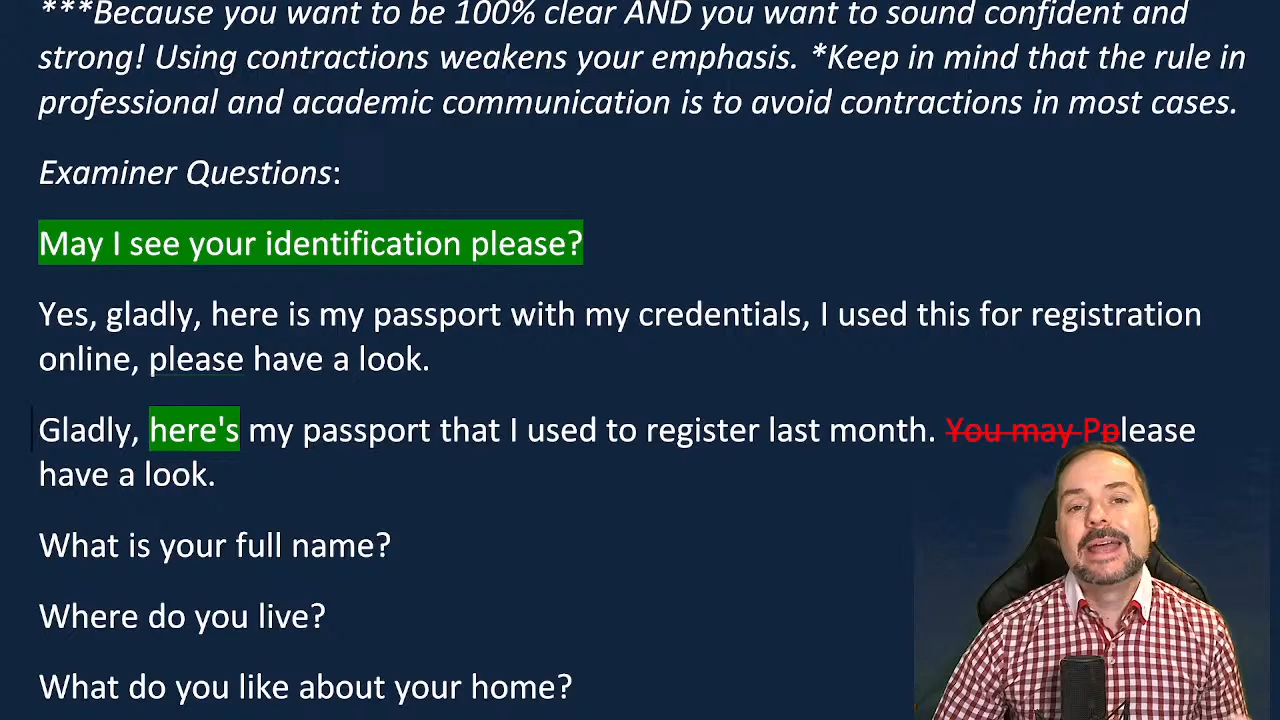 ***Because you want to be 100% clear AND you want to sound confident and
strong! Using contractions weakens your emphasis. *Keep in mind that the rule in
professional and academic communication is to avoid contractions in most cases.
Examiner Questions:
May I see your identification please?
Yes, gladly, here is my passport with my credentials, I used this for registration
online, please have a look.
Gladly, here's my passport that I used to register last month. You may Pplease
have a look.
What is your full name?
Where do you live?
What do you like about your home?